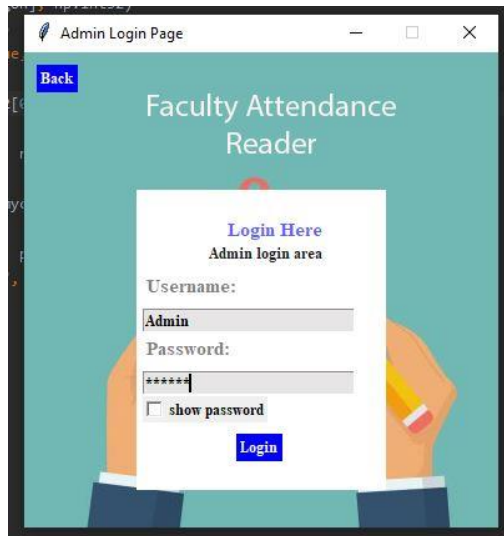 Admin Login Page
Back
Faculty Attendance
Reader
Login Here
Admin login area
Username:
Admin
Password:
******
show password
Login